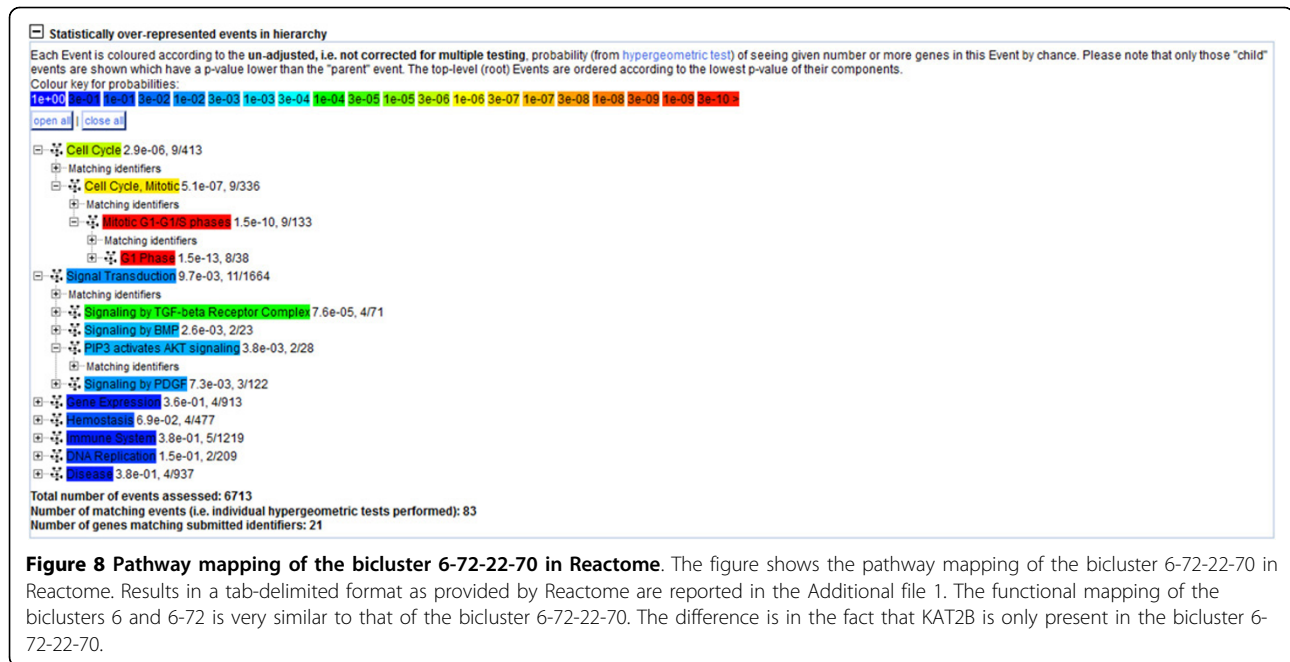 Statistically over-represented events in hierarchy
Each Event is coloured according to the un-adjusted, i.e. not corrected for multiple testing, probability (from hypergeometric test) of seeing given number or more genes in this Event by chance. Please note that only those "child"
events are shown which have a p-value lower than the "parent" event. The top-level (root) Events are ordered according to the lowest p-value of their components.
Colour key for probabilities:
1e+00 3e-01 1e-01 3e-02 1e-02 3e-03 1e-03 3e-04 1e-04 3e-05 1e-05 3e-06 1e-06 3e-07 1e-07 3e-08 1e-08 3e-09 1e-09 3e-10 >
open all | close all
Cell Cycle 2.9e-06, 9/413
Matching identifiers
Cell Cycle, Mitotic 5.1e-07, 9/336
Matching identifiers
Mitotic G1-G1/S phases 1.5e-10, 9/133
Matching identifiers
G1 Phase 1.5e-13, 8/38
Signal Transduction 9.7e-03, 11/1664
Matching identifiers
Signaling by TGF-beta Receptor Complex 7.6e-05, 4/71
Signaling by BMP 2.6e-03, 2/23
PIP3 activates AKT signaling 3.8e-03, 2/28
Matching identifiers
Signaling by PDGF 7.3e-03, 3/122
Gene Expression 3.6e-01, 4/913
Hemostasis 6.9e-02, 4/477
Immune System 3.8e-01, 5/1219
DNA Replication 1.5e-01, 2/209
Disease 3.8e-01, 4/937
Total number of events assessed: 6713
Number of matching events (i.e. individual hypergeometric tests performed): 83
Number of genes matching submitted identifiers: 21
Figure 8 Pathway mapping of the bicluster 6-72-22-70 in Reactome. The figure shows the pathway mapping of the bicluster 6-72-22-70 in
Reactome. Results in a tab-delimited format as provided by Reactome are reported in the Additional file 1. The functional mapping of the
biclusters 6 and 6-72 is very similar to that of the bicluster 6-72-22-70. The difference is in the fact that KAT2B is only present in the bicluster 6-
72-22-70.